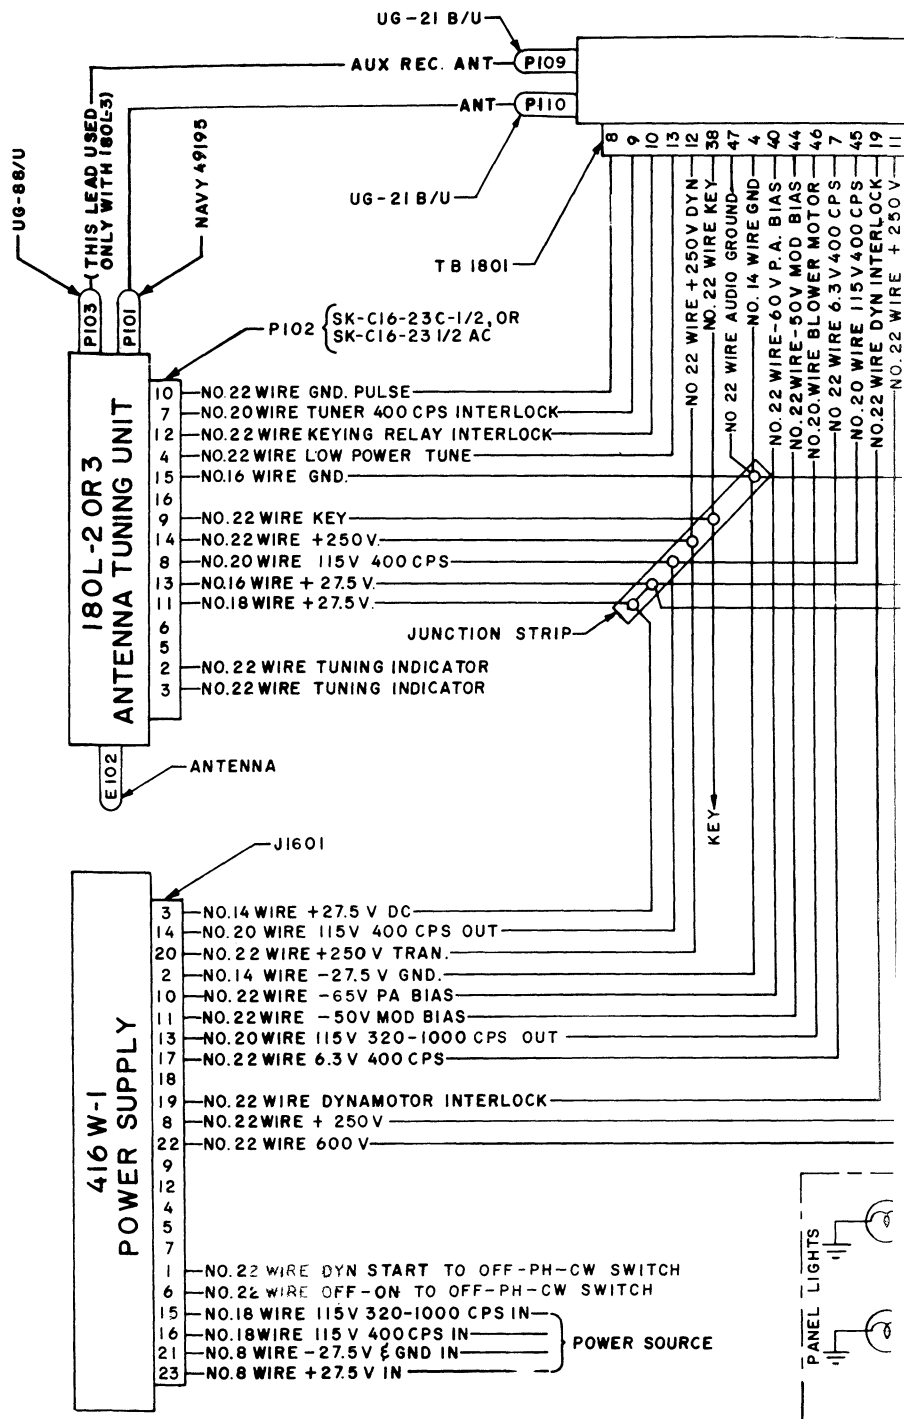 UG-21 B/U
AUX REC. ANT
P109
ANT
P110
UG-21 B/U
TB 1801
8
9
10
13
12
38
47
4
40
44
46
7
45
19
11
NO 22 WIRE +250V DYN
NO.22 WIRE KEY
NO 22 WIRE AUDIO GROUND
NO.14 WIRE GND
NO.22 WIRE-60V P.A. BIAS
NO.22 WIRE-50V MOD BIAS
NO.20 WIRE BLOWER MOTOR
NO 22 WIRE 6.3V 400 CPS
NO.20 WIRE 115V 400 CPS
NO.22 WIRE DYN INTERLOCK
NO.22 WIRE +250V
UG-88/U
(THIS LEAD USED
ONLY WITH 180L-3)
NAVY 49195
P103
P101
P102
SK-C16-23C-1/2, OR
SK-C16-23 1/2 AC
180L-2 OR 3
ANTENNA TUNING UNIT
10 NO.22 WIRE GND. PULSE
7 NO.20 WIRE TUNER 400 CPS INTERLOCK
12 NO.22 WIRE KEYING RELAY INTERLOCK
4 NO.22 WIRE LOW POWER TUNE
15 NO.16 WIRE GND.
16
9 NO.22 WIRE KEY
14 NO.22 WIRE +250V.
8 NO.20 WIRE 115V 400 CPS
13 NO.16 WIRE + 27.5 V.
11 NO.18 WIRE +27.5V.
6
5
2 NO.22 WIRE TUNING INDICATOR
3 NO.22 WIRE TUNING INDICATOR
JUNCTION STRIP
E102
ANTENNA
KEY
J1601
416W-1
POWER SUPPLY
3 NO.14 WIRE +27.5 V DC
14 NO.20 WIRE 115V 400 CPS OUT
20 NO.22 WIRE +250 V TRAN.
2 NO.14 WIRE -27.5 V GND.
10 NO.22 WIRE -65V PA BIAS
11 NO.22 WIRE -50V MOD BIAS
13 NO.20 WIRE 115V 320-1000 CPS OUT
17 NO.22 WIRE 6.3V 400 CPS
18
19 NO.22 WIRE DYNAMOTOR INTERLOCK
8 NO.22 WIRE + 250V
22 NO.22 WIRE 600 V
9
12
4
5
7
1 NO.22 WIRE DYN START TO OFF-PH-CW SWITCH
6 NO.22 WIRE OFF-ON TO OFF-PH-CW SWITCH
15 NO.18 WIRE 115V 320-1000 CPS IN
16 NO.18 WIRE 115V 400 CPS IN
21 NO.8 WIRE -27.5V & GND IN
23 NO.8 WIRE +27.5V IN
POWER SOURCE
PANEL LIGHTS